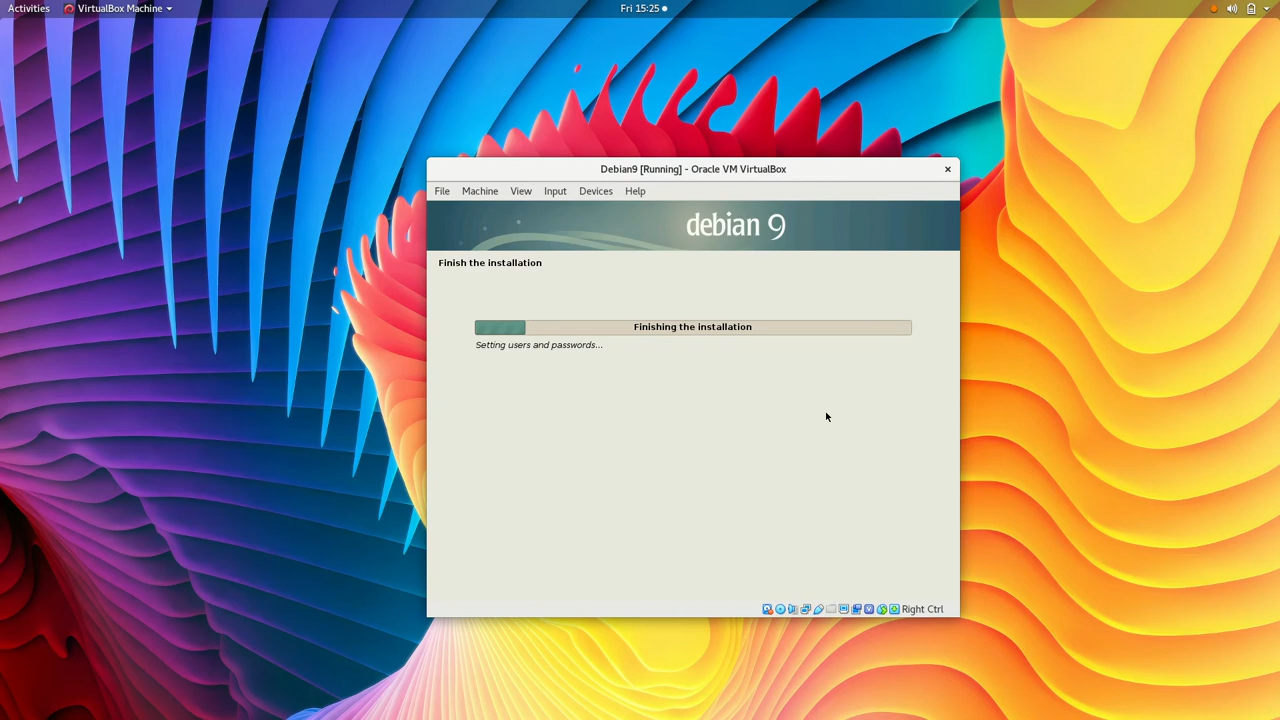 Activities VirtualBox Machine Fri 15:25
Debian9 [Running] - Oracle VM VirtualBox
File Machine View Input Devices Help
debian 9
Finish the installation
Finishing the installation
Setting users and passwords...
Right Ctrl